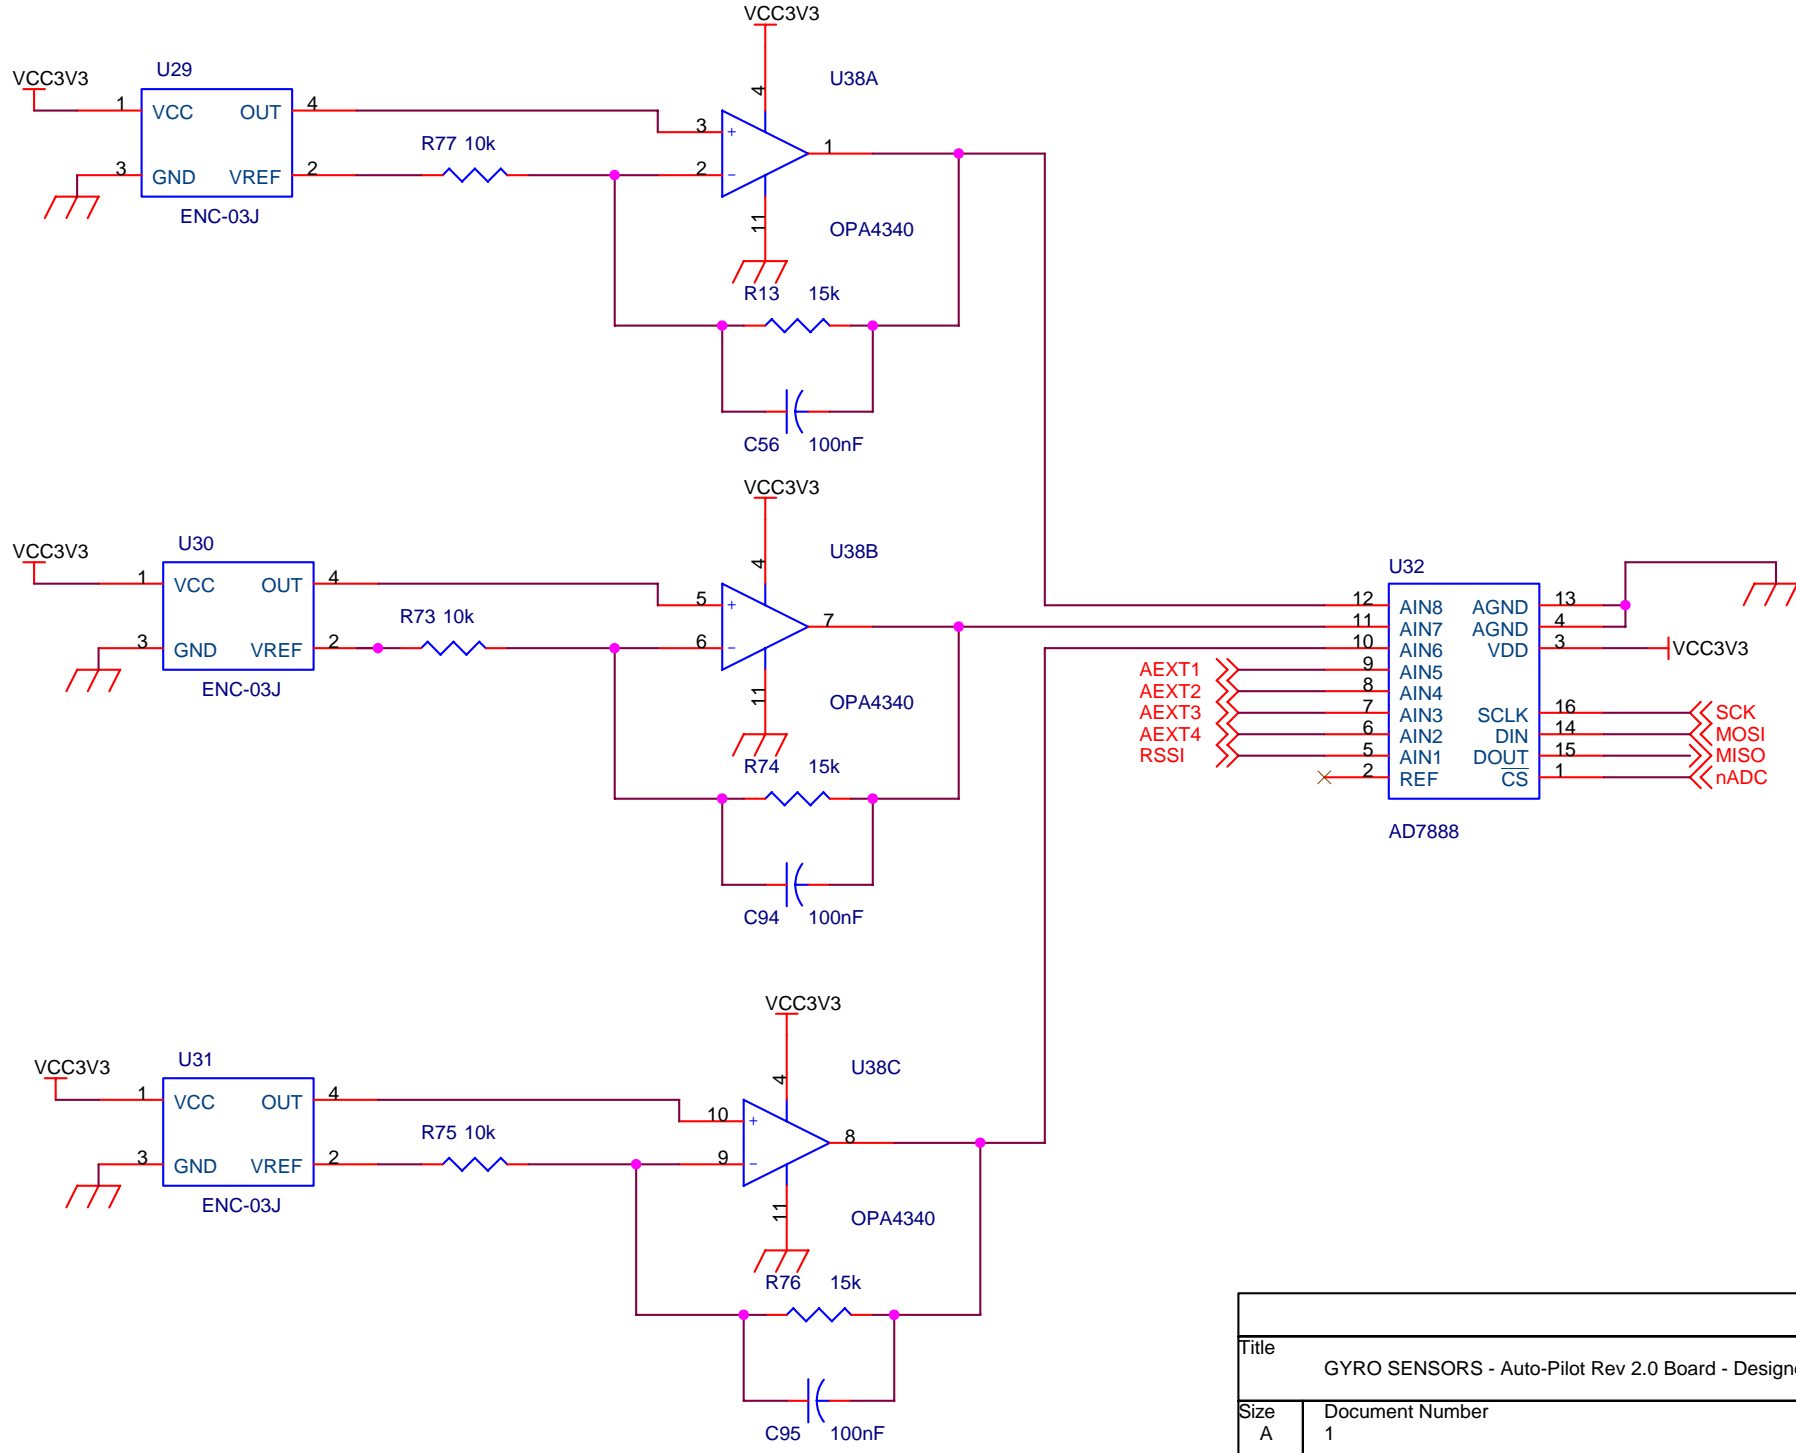 VCC3V3
U29
VCC3V3
1 VCC OUT 4
3 GND VREF 2
ENC-03J
R77 10k
U38A
4
3 +
2 -
1
11
OPA4340
R13 15k
C56 100nF
VCC3V3
U30
VCC3V3
1 VCC OUT 4
3 GND VREF 2
ENC-03J
R73 10k
U38B
4
5 +
6 -
7
11
OPA4340
R74 15k
C94 100nF
VCC3V3
U31
VCC3V3
1 VCC OUT 4
3 GND VREF 2
ENC-03J
R75 10k
U38C
4
10 +
9 -
8
11
OPA4340
R76 15k
C95 100nF
U32
12 AIN8 AGND 13
11 AIN7 AGND 4
10 AIN6 VDD 3 VCC3V3
AEXT1 9 AIN5
AEXT2 8 AIN4
AEXT3 7 AIN3 SCLK 16 SCK
AEXT4 6 AIN2 DIN 14 MOSI
RSSI 5 AIN1 DOUT 15 MISO
2 REF CS 1 nADC
AD7888
Title
GYRO SENSORS - Auto-Pilot Rev 2.0 Board - Design
Size Document Number
A 1